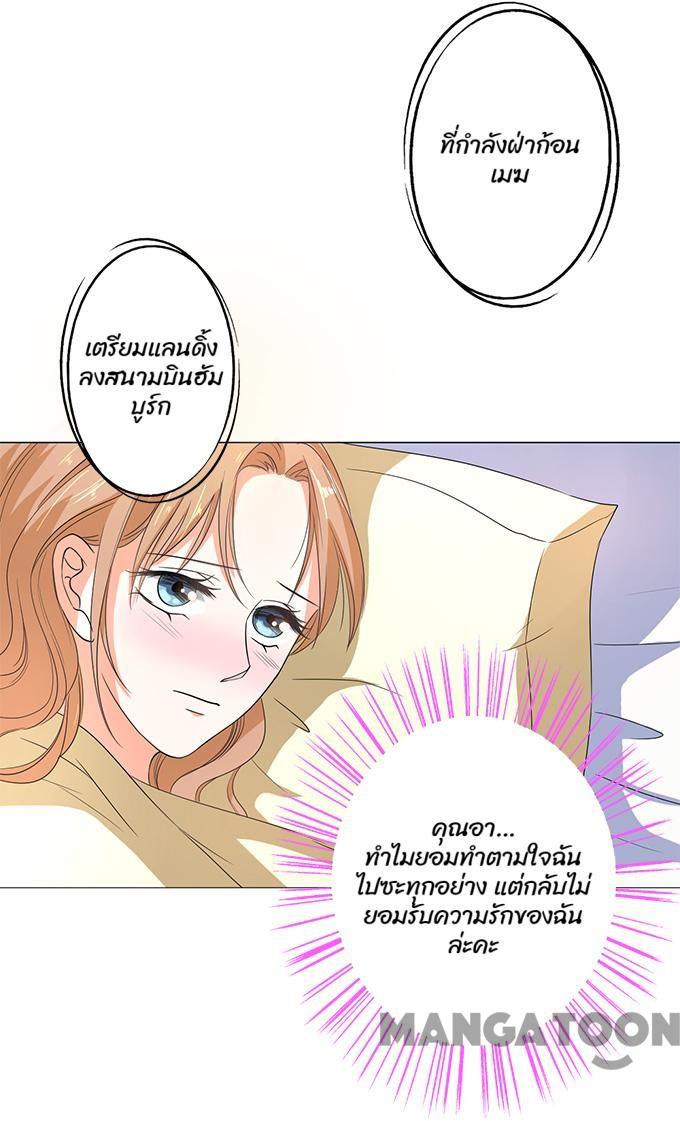 ที่กำลังฝ่าก้อน
เมฆ
เตรียมแลนดิ้ง
ลงสนามบินฮัม
บูร์ก
คุณอา...
ทำไมยอมทำตามใจฉัน
ไปซะทุกอย่าง แต่กลับไม่
ยอมรับความรักของฉัน
ล่ะคะ
MANGATOON